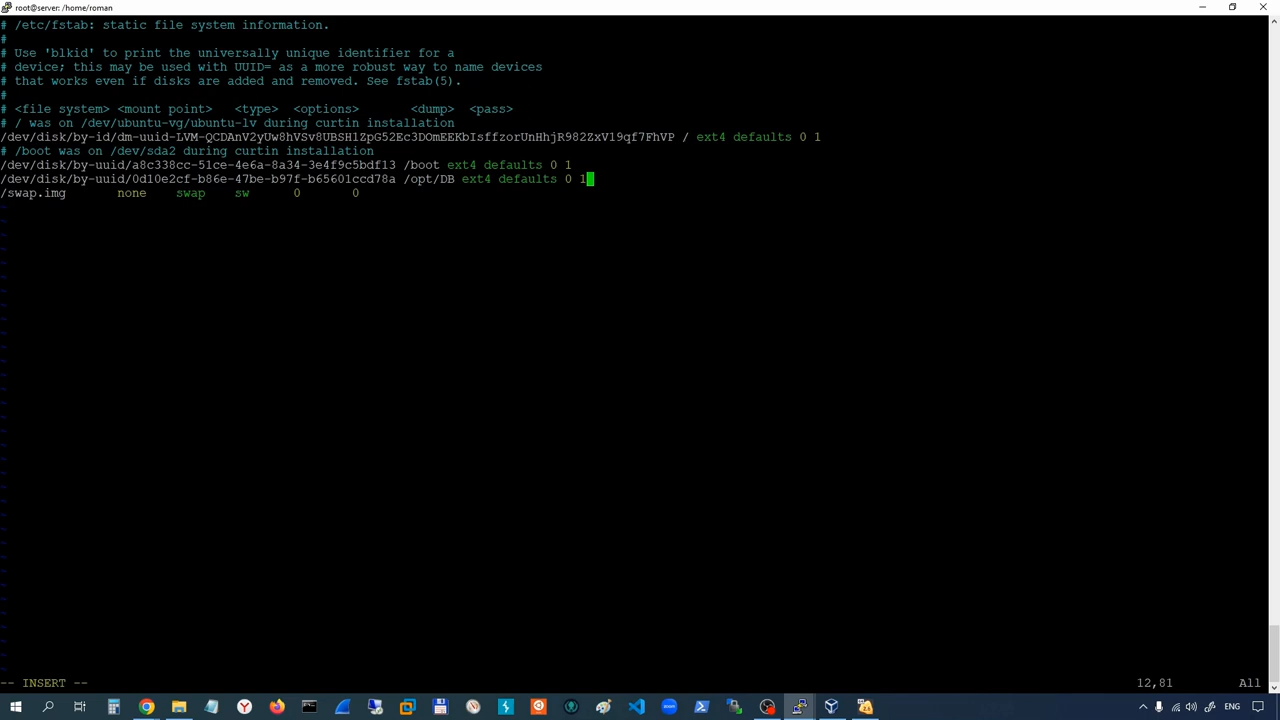 root@server: /home/roman
# /etc/fstab: static file system information.
#
# Use 'blkid' to print the universally unique identifier for a
# device; this may be used with UUID= as a more robust way to name devices
# that works even if disks are added and removed. See fstab(5).
#
# <file system> <mount point>   <type>  <options>       <dump>  <pass>
# / was on /dev/ubuntu-vg/ubuntu-lv during curtin installation
/dev/disk/by-id/dm-uuid-LVM-QCDAnV2yUw8hVSv8UBSHlZpG52Ec3DOmEEKbIsffzorUnHhjR982ZxVl9qf7FhVP / ext4 defaults 0 1
# /boot was on /dev/sda2 during curtin installation
/dev/disk/by-uuid/a8c338cc-51ce-4e6a-8a34-3e4f9c5bdf13 /boot ext4 defaults 0 1
/dev/disk/by-uuid/0d10e2cf-b86e-47be-b97f-b65601ccd78a /opt/DB ext4 defaults 0 1
/swap.img       none    swap    sw      0       0
-- INSERT --
12,81
All
ENG